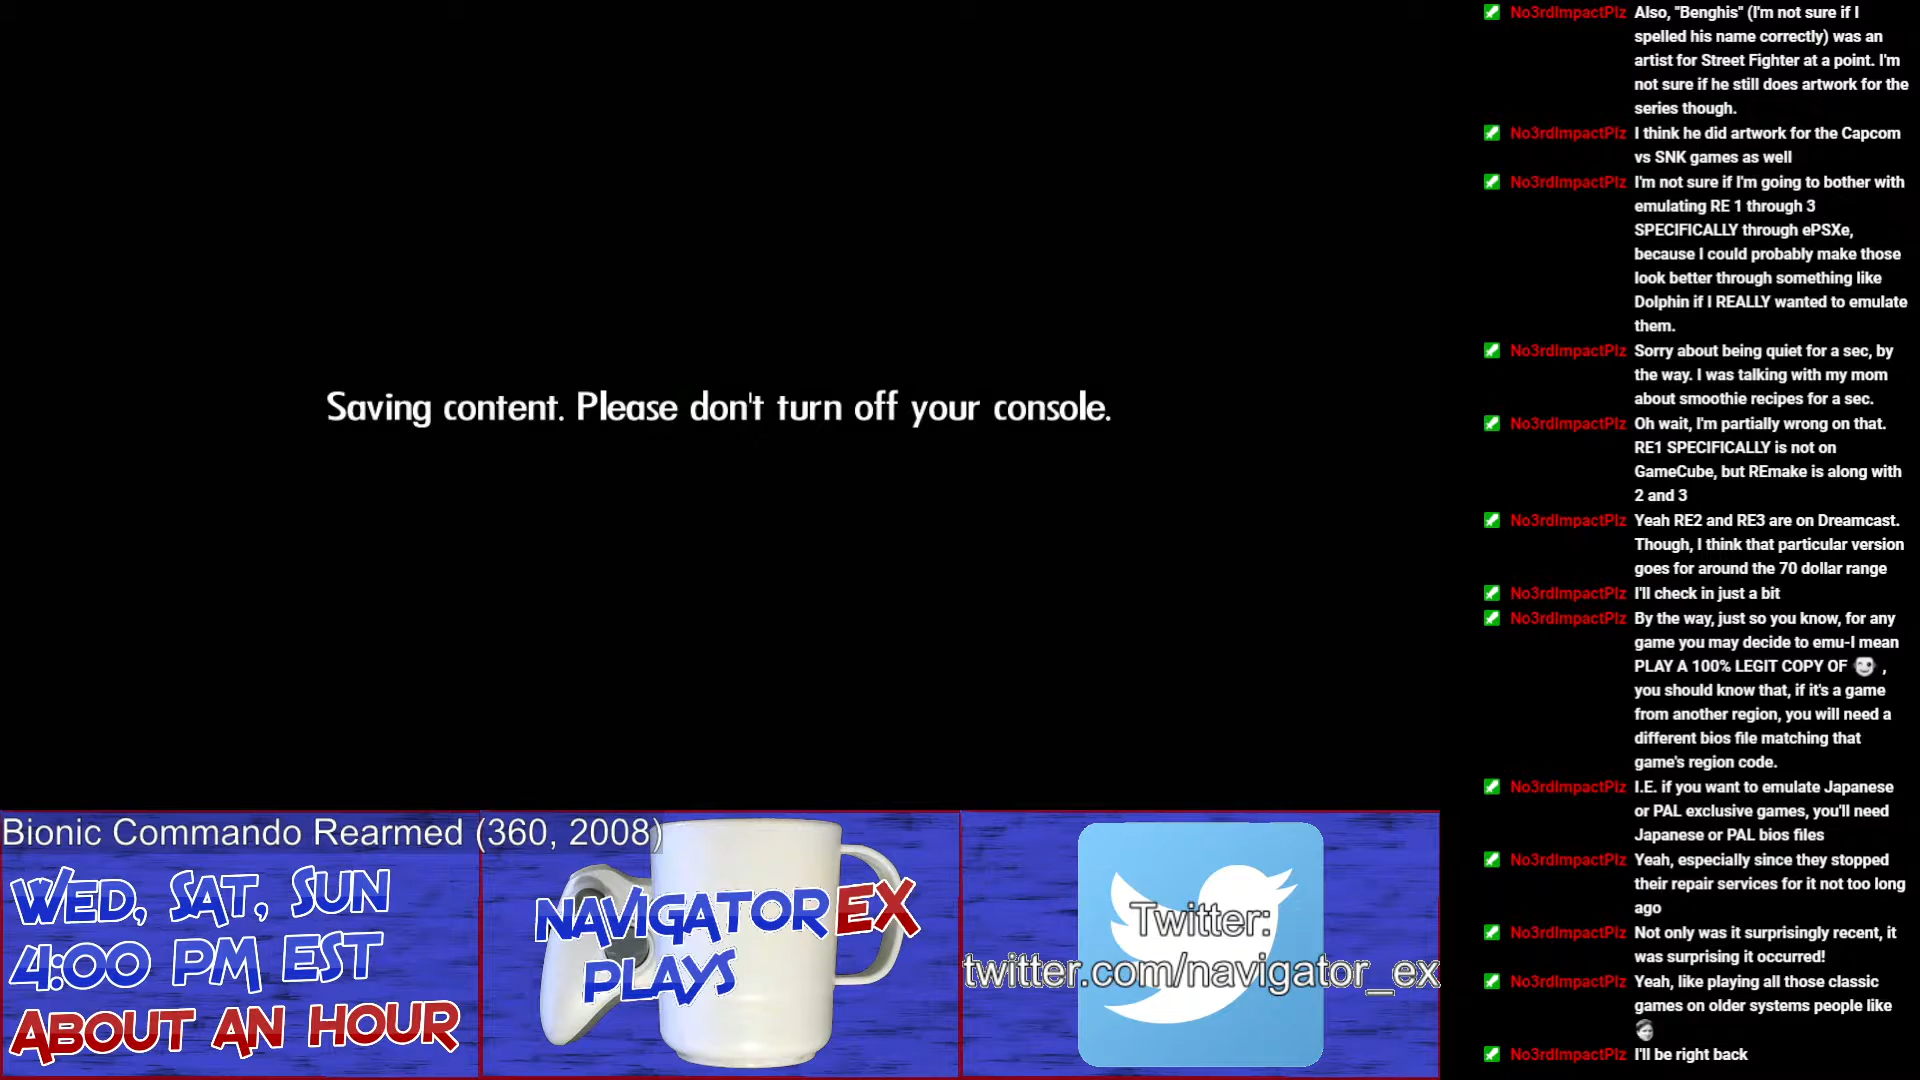 Saving content. Please don't turn off your console.
Bionic Commando Rearmed (360, 2008)
WED, SAT, SUN
4:00 PM EST
ABOUT AN HOUR
NAVIGATOR EX
PLAYS
Twitter:
twitter.com/navigator_ex
No3rdImpactPlz Also, "Benghis" (I'm not sure if I
spelled his name correctly) was an
artist for Street Fighter at a point. I'm
not sure if he still does artwork for the
series though.
No3rdImpactPlz I think he did artwork for the Capcom
vs SNK games as well
No3rdImpactPlz I'm not sure if I'm going to bother with
emulating RE 1 through 3
SPECIFICALLY through ePSXe,
because I could probably make those
look better through something like
Dolphin if I REALLY wanted to emulate
them.
No3rdImpactPlz Sorry about being quiet for a sec, by
the way. I was talking with my mom
about smoothie recipes for a sec.
No3rdImpactPlz Oh wait, I'm partially wrong on that.
RE1 SPECIFICALLY is not on
GameCube, but REmake is along with
2 and 3
No3rdImpactPlz Yeah RE2 and RE3 are on Dreamcast.
Though, I think that particular version
goes for around the 70 dollar range
No3rdImpactPlz I'll check in just a bit
No3rdImpactPlz By the way, just so you know, for any
game you may decide to emu-I mean
PLAY A 100% LEGIT COPY OF ,
you should know that, if it's a game
from another region, you will need a
different bios file matching that
game's region code.
No3rdImpactPlz I.E. if you want to emulate Japanese
or PAL exclusive games, you'll need
Japanese or PAL bios files
No3rdImpactPlz Yeah, especially since they stopped
their repair services for it not too long
ago
No3rdImpactPlz Not only was it surprisingly recent, it
was surprising it occurred!
No3rdImpactPlz Yeah, like playing all those classic
games on older systems people like
No3rdImpactPlz I'll be right back